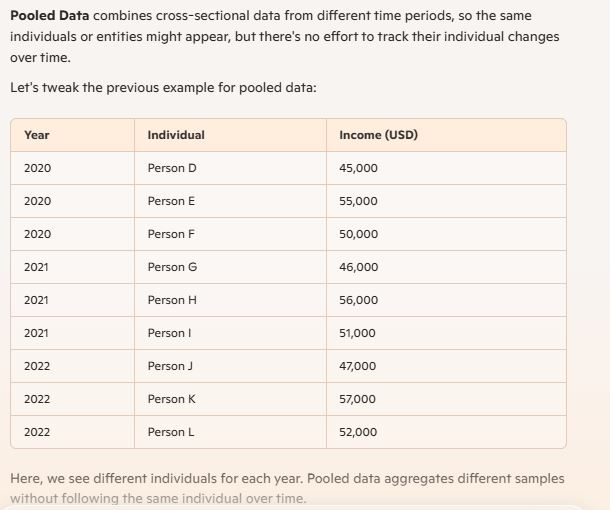 Pooled Data combines cross-sectional data from different time periods, so the same
individuals or entities might appear, but there's no effort to track their individual changes
over time.
Let's tweak the previous example for pooled data:
Year Individual Income (USD)
2020 Person D 45,000
2020 Person E 55,000
2020 Person F 50,000
2021 Person G 46,000
2021 Person H 56,000
2021 Person I 51,000
2022 Person J 47,000
2022 Person K 57,000
2022 Person L 52,000
Here, we see different individuals for each year. Pooled data aggregates different samples
without following the same individual over time.